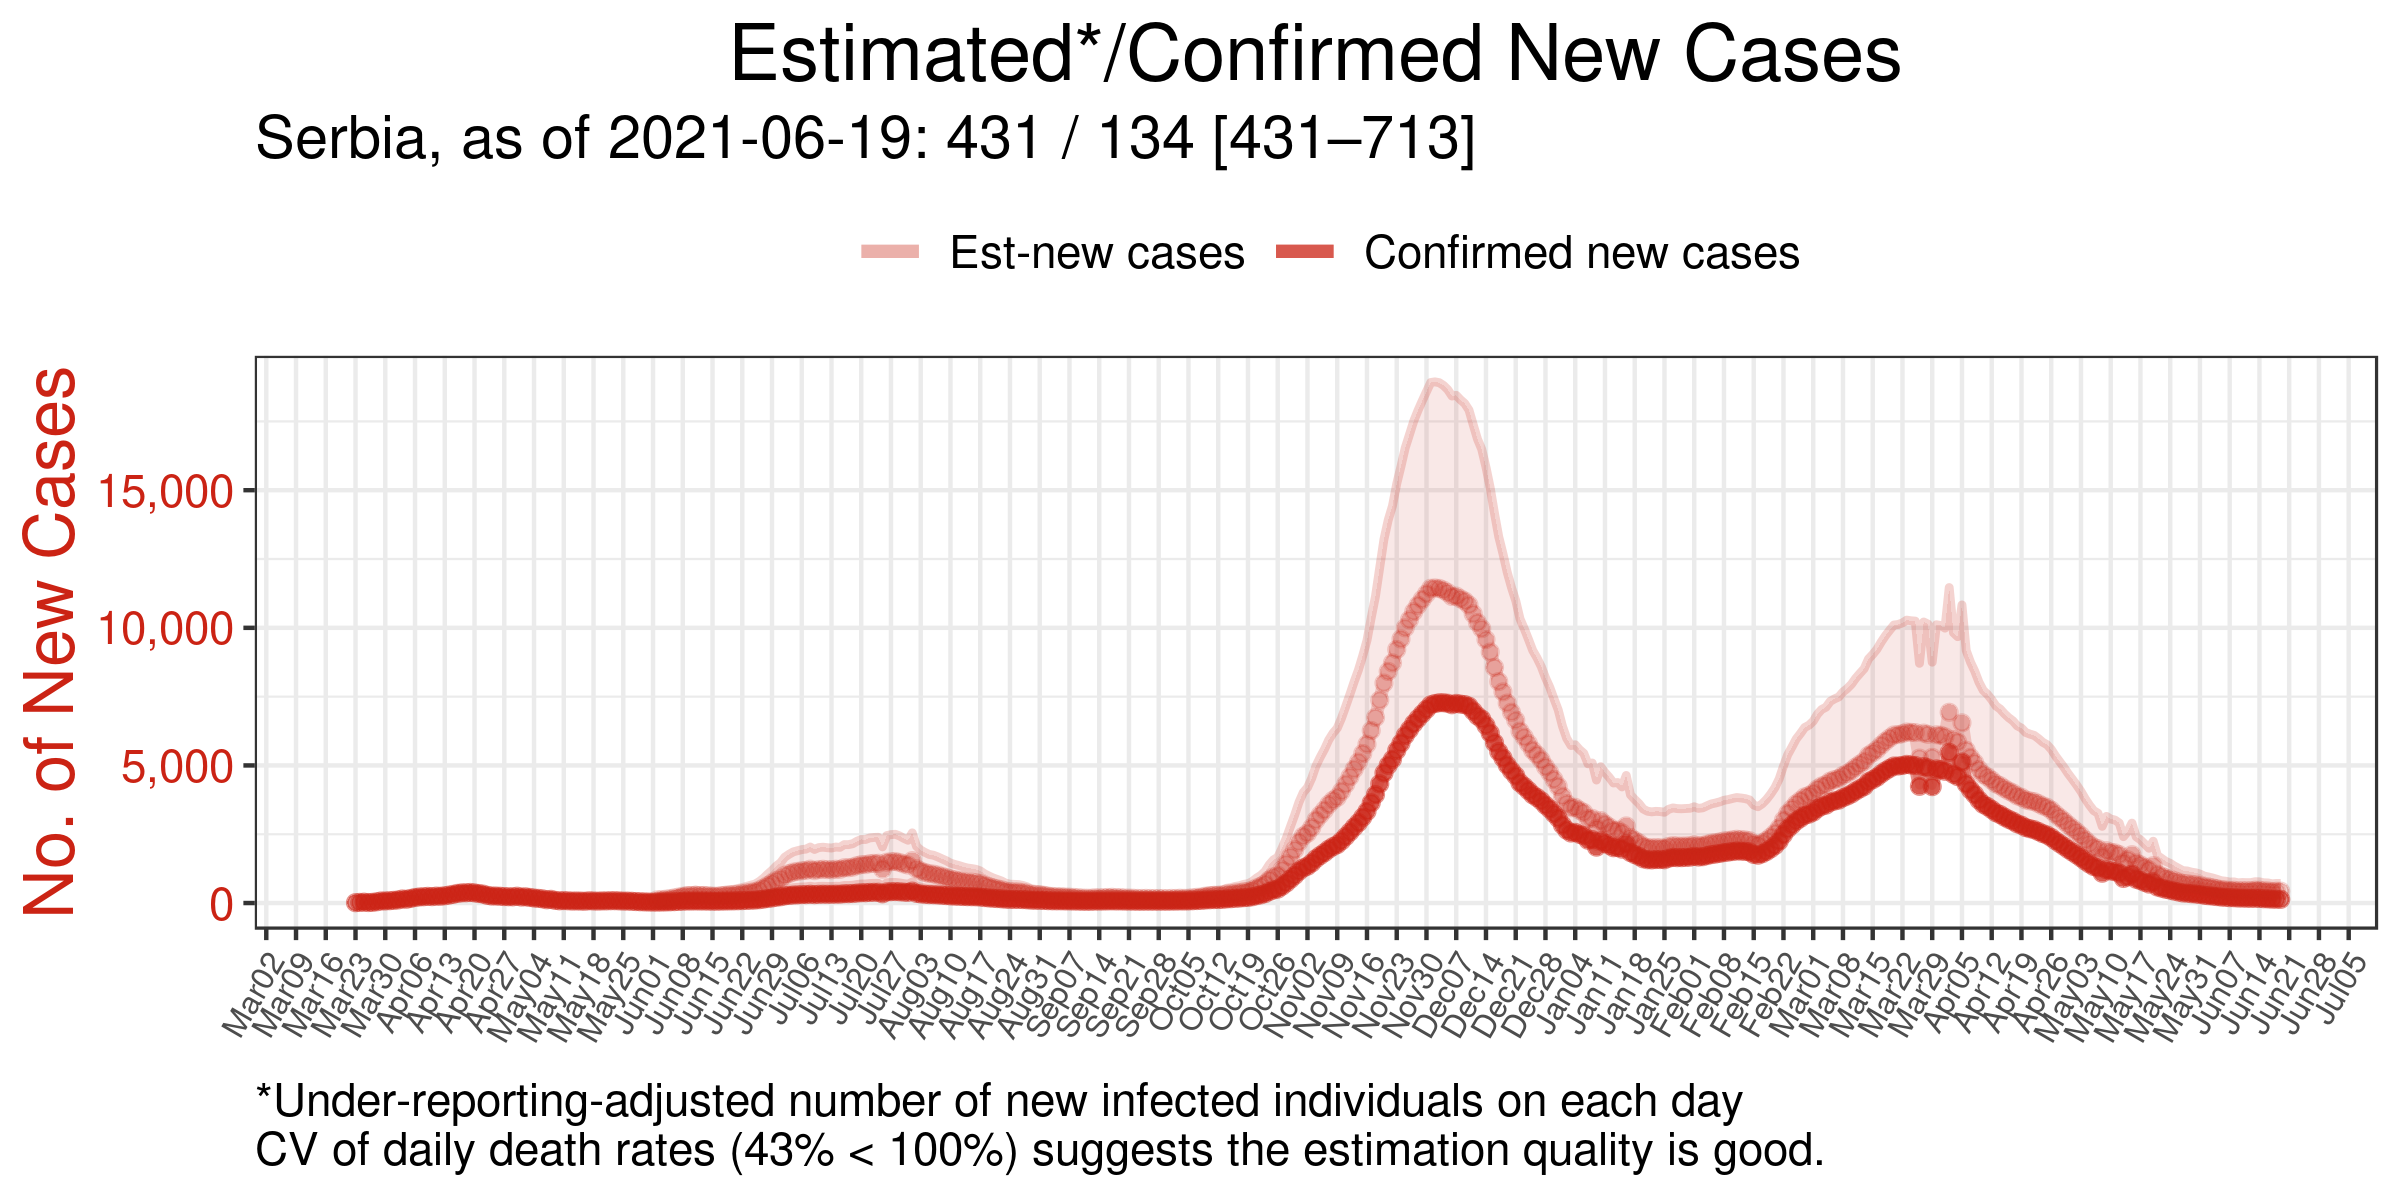 Estimated*/Confirmed New Cases
Serbia, as of 2021-06-19: 431 / 134 [431–713]
Est-new cases
Confirmed new cases
No. of New Cases
15,000
10,000
5,000
0
Mar02
Mar09
Mar16
Mar23
Mar30
Apr06
Apr13
Apr20
Apr27
May04
May11
May18
May25
Jun01
Jun08
Jun15
Jun22
Jun29
Jul06
Jul13
Jul20
Jul27
Aug03
Aug10
Aug17
Aug24
Aug31
Sep07
Sep14
Sep21
Sep28
Oct05
Oct12
Oct19
Oct26
Nov02
Nov09
Nov16
Nov23
Nov30
Dec07
Dec14
Dec21
Dec28
Jan04
Jan11
Jan18
Jan25
Feb01
Feb08
Feb15
Feb22
Mar01
Mar08
Mar15
Mar22
Mar29
Apr05
Apr12
Apr19
Apr26
May03
May10
May17
May24
May31
Jun07
Jun14
Jun21
Jun28
Jul05
*Under-reporting-adjusted number of new infected individuals on each day
CV of daily death rates (43% < 100%) suggests the estimation quality is good.